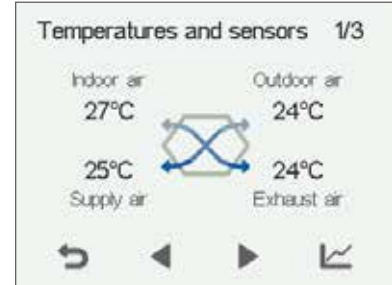 Temperatures and sensors 1/3
Indoor air Outdoor air
27°C 24°C
25°C 24°C
Supply air Exhaust air